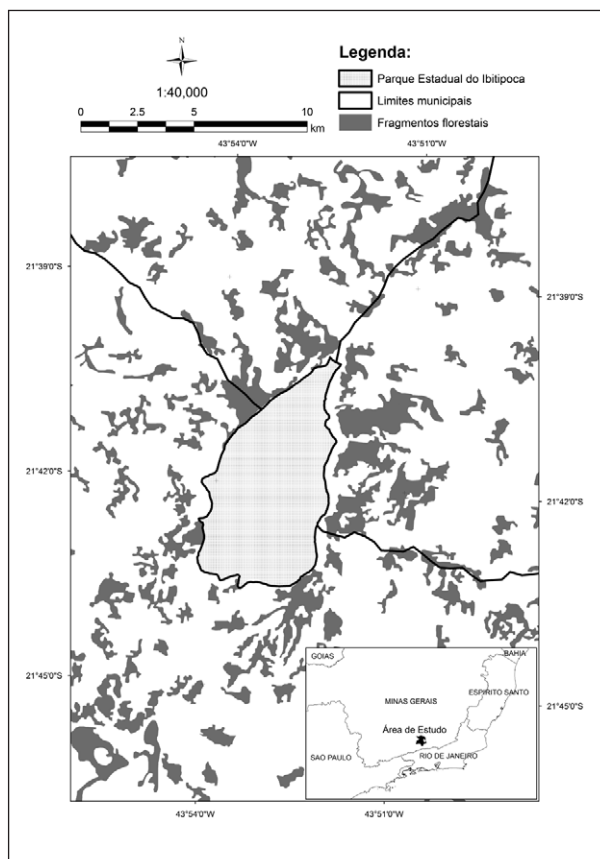 N
1:40,000
0 2.5 5 10
km
Legenda:
Parque Estadual do Ibitipoca
Limites municipais
Fragmentos florestais
43°54'0"W 43°51'0"W
21°39'0"S
21°39'0"S
21°42'0"S
21°42'0"S
21°45'0"S
21°45'0"S
GOIAS
BAHIA
MINAS GERAIS
ESPIRITO SANTO
Área de Estudo
SAO PAULO
RIO DE JANEIRO
43°54'0"W 43°51'0"W